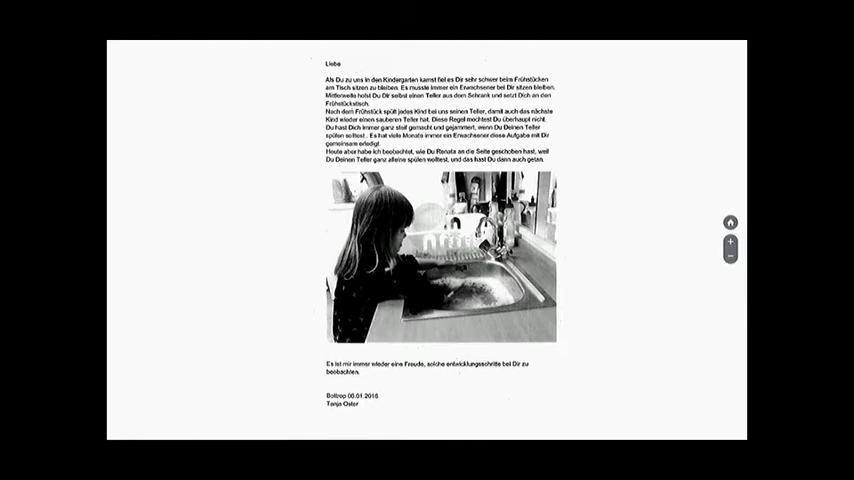 Liebe
Als Du zu uns in den Kindergarten kamst fiel es Dir sehr schwer beim Frühstücken
am Tisch sitzen zu bleiben. Es musste immer ein Erwachsener bei Dir sitzen bleiben.
Mittlerweile holst Du Dir selbst einen Teller aus dem Schrank und setzt Dich an den
Frühstückstisch.
Nach dem Frühstück spült jedes Kind bei uns seinen Teller, damit auch das nächste
Kind wieder einen sauberen Teller hat. Diese Regel mochtest Du überhaupt nicht.
Du hast Dich immer ganz steif gemacht und gejammert, wenn Du Deinen Teller
spülen solltest. Es hat viele Monate immer ein Erwachsener diese Aufgabe mit Dir
gemeinsam erledigt.
Heute aber habe ich beobachtet, wie Du Renata an die Seite geschoben hast, weil
Du Deinen Teller ganz alleine spülen wolltest, und das hast Du dann auch getan.
Es ist mir immer wieder eine Freude, solche entwicklungsschritte bei Dir zu
beobachten.
Bottrop 06.01.2016
Tanja Oster